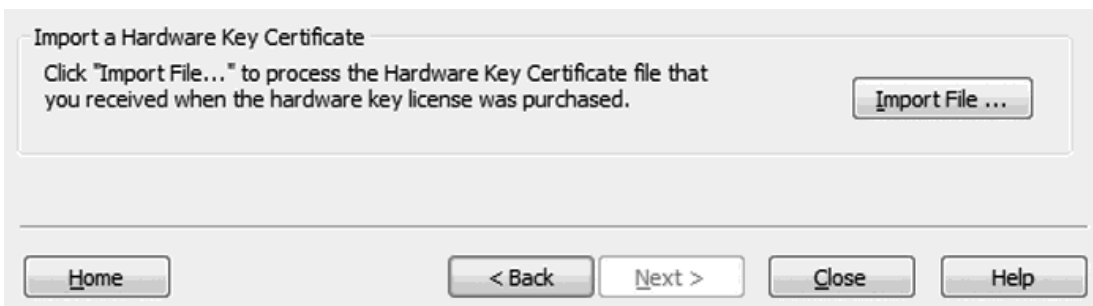 Import a Hardware Key Certificate
Click "Import File..." to process the Hardware Key Certificate file that
you received when the hardware key license was purchased.
Import File ...
Home
< Back
Next >
Close
Help